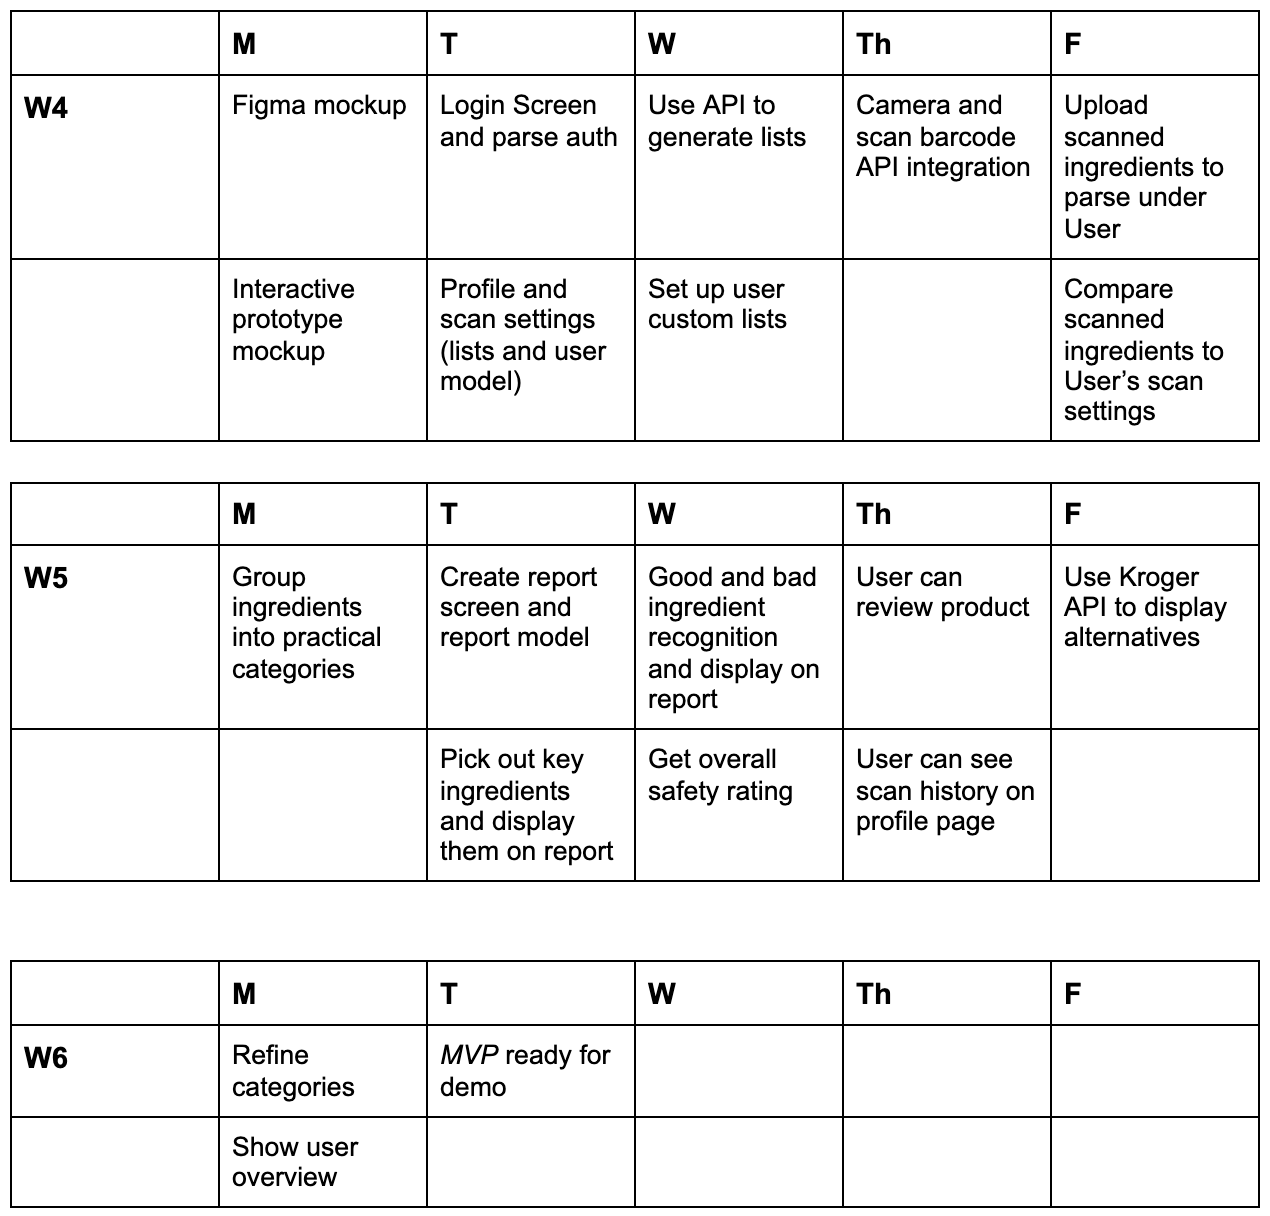 M
T
W
Th
F
W4
Figma mockup
Login Screen
and parse auth
Use API to
generate lists
Camera and
scan barcode
API integration
Upload
scanned
ingredients to
parse under
User
Interactive
prototype
mockup
Profile and
scan settings
(lists and user
model)
Set up user
custom lists
Compare
scanned
ingredients to
User’s scan
settings
M
T
W
Th
F
W5
Group
ingredients
into practical
categories
Create report
screen and
report model
Good and bad
ingredient
recognition
and display on
report
User can
review product
Use Kroger
API to display
alternatives
Pick out key
ingredients
and display
them on report
Get overall
safety rating
User can see
scan history on
profile page
M
T
W
Th
F
W6
Refine
categories
MVP ready for
demo
Show user
overview